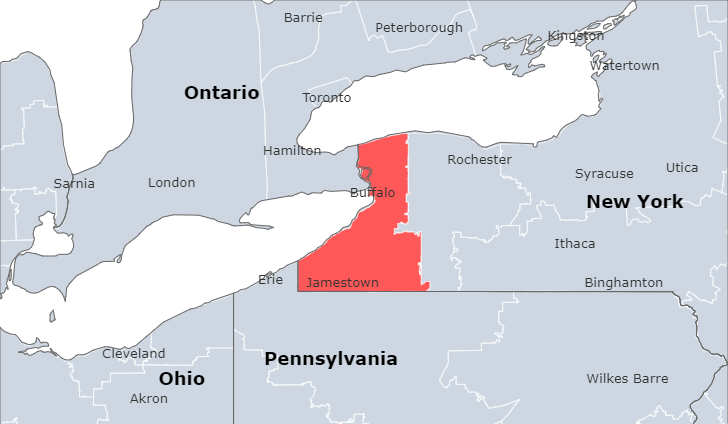 Barrie
Peterborough
Kingston
Watertown
Ontario
Toronto
Hamilton
Rochester
Utica
Syracuse
Sarnia
London
Buffalo
New York
Ithaca
Erie
Jamestown
Binghamton
Cleveland
Pennsylvania
Ohio
Wilkes Barre
Akron